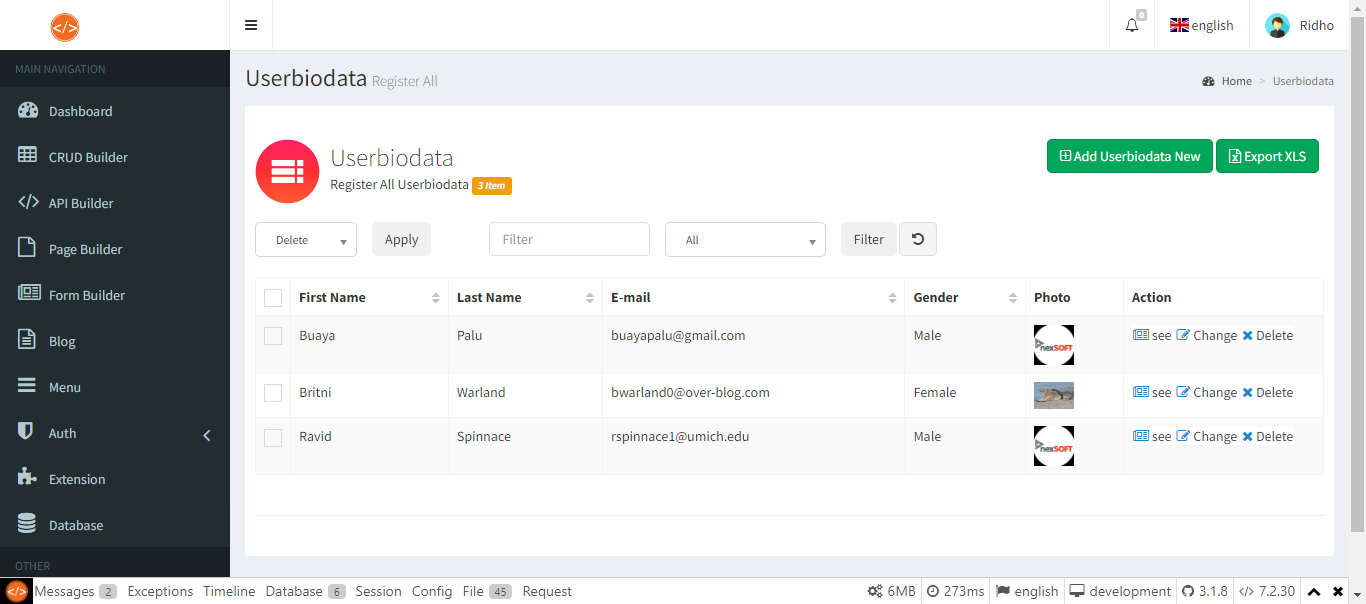 </>
0
english
Ridho
MAIN NAVIGATION
Dashboard
CRUD Builder
</> API Builder
Page Builder
Form Builder
Blog
Menu
Auth
Extension
Database
OTHER
Userbiodata Register All
Home > Userbiodata
Userbiodata
Register All Userbiodata 3 Item
Add Userbiodata New
Export XLS
Delete
Apply
Filter
All
Filter
First Name Last Name E-mail Gender Photo Action
Buaya Palu buayapalu@gmail.com Male nexSOFT see Change Delete
Britni Warland bwarland0@over-blog.com Female see Change Delete
Ravid Spinnace rspinnace1@umich.edu Male nexSOFT see Change Delete
</> Messages 2 Exceptions Timeline Database 6 Session Config File 45 Request 6MB 273ms english development 3.1.8 </> 7.2.30